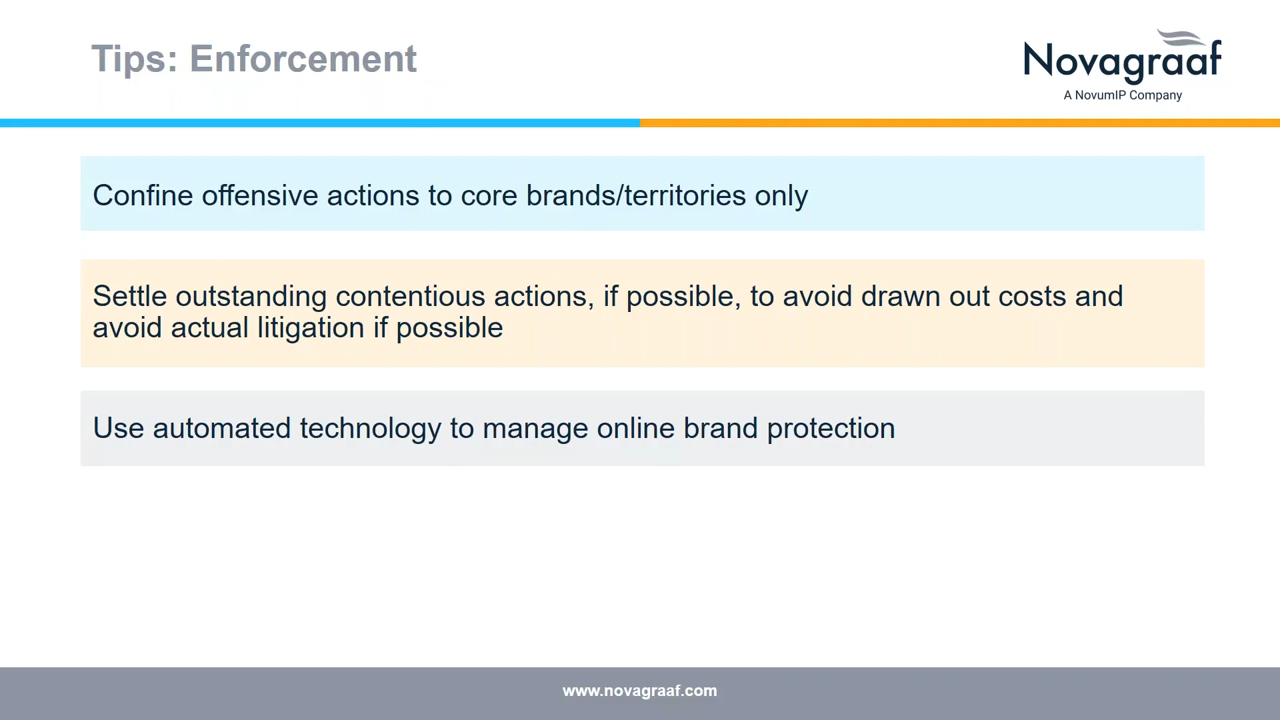 Tips: Enforcement
Novagraaf
A NovumIP Company
Confine offensive actions to core brands/territories only
Settle outstanding contentious actions, if possible, to avoid drawn out costs and
avoid actual litigation if possible
Use automated technology to manage online brand protection
www.novagraaf.com